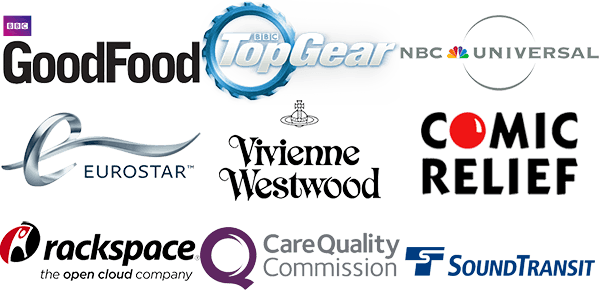 BBC
GoodFood
BBC
TopGear
NBC UNIVERSAL
EUROSTAR™
Vivienne
Westwood
COMIC
RELIEF
rackspace®
the open cloud company
CareQuality
Commission
SOUNDTRANSIT